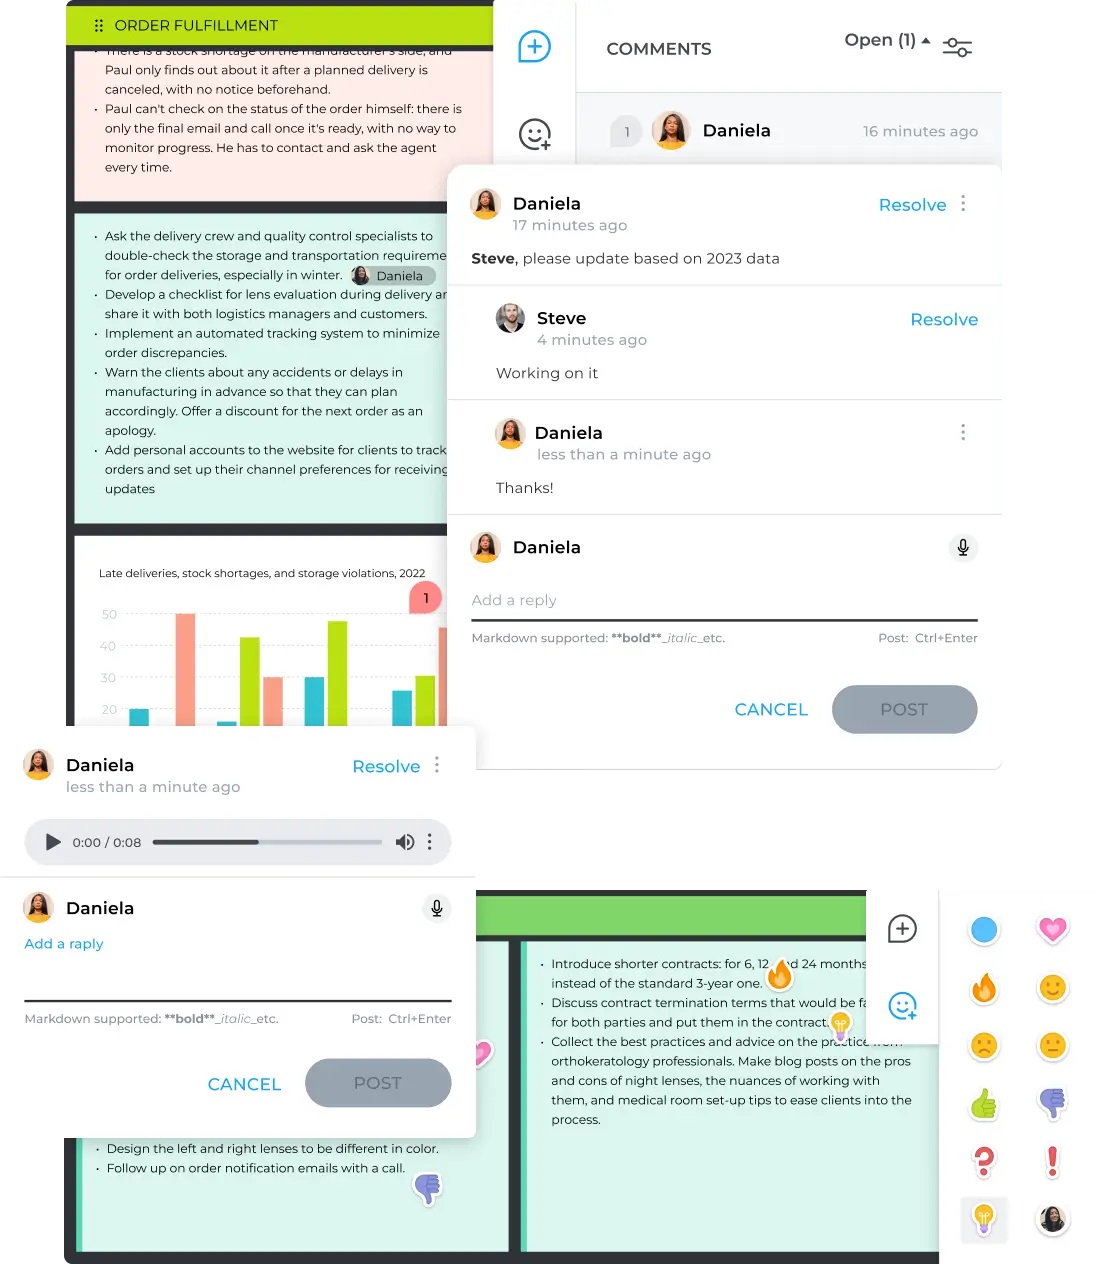 ORDER FULFILLMENT
There is a stock shortage on the manufacturer's side, and
Paul only finds out about it after a planned delivery is
canceled, with no notice beforehand.
• Paul can't check on the status of the order himself: there is
only the final email and call once it's ready, with no way to
monitor progress. He has to contact and ask the agent
every time.
• Ask the delivery crew and quality control specialists to
double-check the storage and transportation requireme
for order deliveries, especially in winter. Daniela
• Develop a checklist for lens evaluation during delivery ar
share it with both logistics managers and customers.
• Implement an automated tracking system to minimize
order discrepancies.
• Warn the clients about any accidents or delays in
manufacturing in advance so that they can plan
accordingly. Offer a discount for the next order as an
apology.
• Add personal accounts to the website for clients to track
orders and set up their channel preferences for receiving
updates
Late deliveries, stock shortages, and storage violations, 2022
1
50
40
30
20
COMMENTS
Open (1)
1
Daniela
16 minutes ago
Daniela
17 minutes ago
Resolve
Steve, please update based on 2023 data
Steve
4 minutes ago
Resolve
Working on it
Daniela
less than a minute ago
Thanks!
Daniela
Add a reply
Markdown supported: **bold**_italic_etc.
Post: Ctrl+Enter
CANCEL
POST
Daniela
less than a minute ago
Resolve
0:00 / 0:08
Daniela
Add a raply
Markdown supported: **bold**_italic_etc.
Post: Ctrl+Enter
CANCEL
POST
• Design the left and right lenses to be different in color.
• Follow up on order notification emails with a call.
• Introduce shorter contracts: for 6, 12 nd 24 months
instead of the standard 3-year one.
• Discuss contract termination terms that would be fa
for both parties and put them in the contract.
• Collect the best practices and advice on the practice from
orthokeratology professionals. Make blog posts on the pros
and cons of night lenses, the nuances of working with
them, and medical room set-up tips to ease clients into the
process.